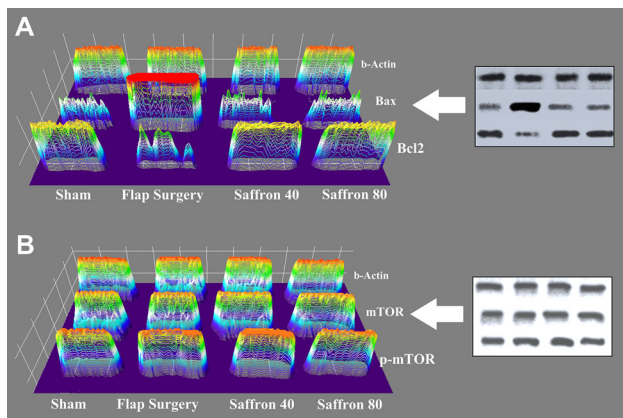 A
b-Actin
Bax
Bcl2
Sham Flap Surgery Saffron 40 Saffron 80
B
b-Actin
mTOR
p-mTOR
Sham Flap Surgery Saffron 40 Saffron 80